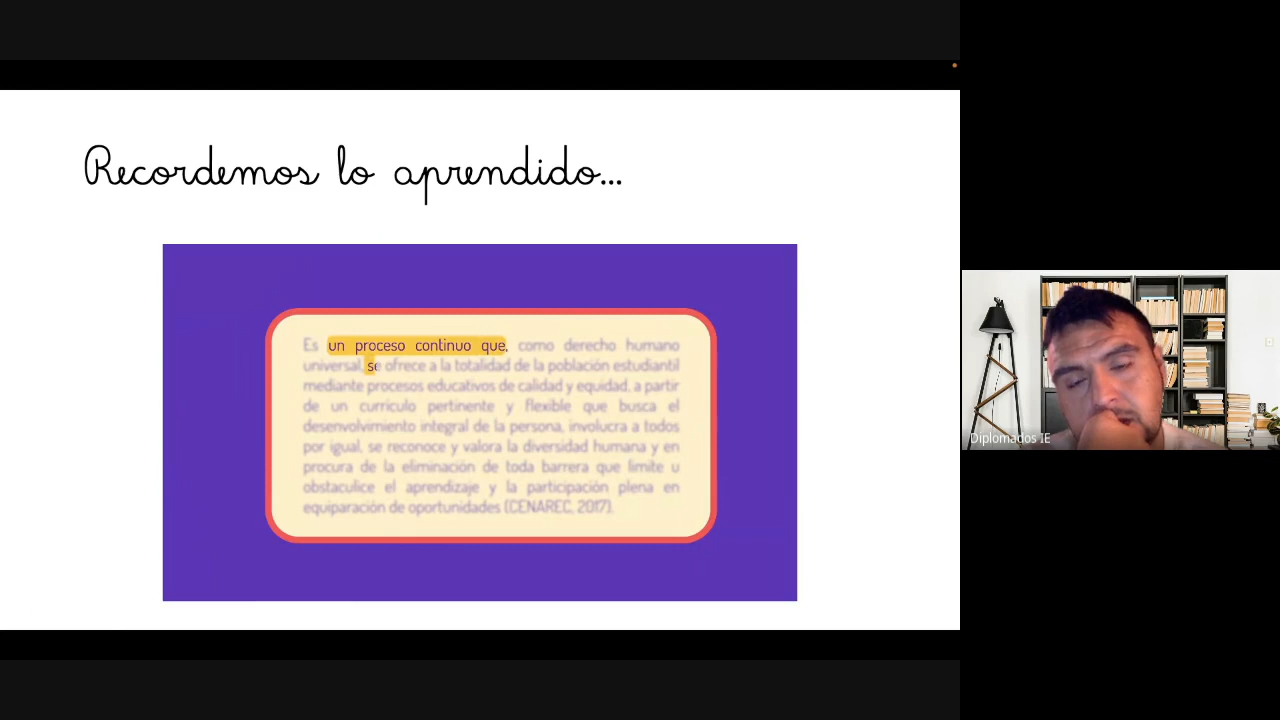 Recordemos lo aprendido...
Es un proceso continuo que, como derecho humano
universal, se ofrece a la totalidad de la población estudiantil
mediante procesos educativos de calidad y equidad, a partir
de un curriculo pertinente y flexible que busca el
desenvolvimiento integral de la persona, involucra a todos
por igual, se reconoce y valora la diversidad humana y en
procura de la eliminación de toda barrera que limite u
obstaculice el aprendizaje y la participación plena en
equiparación de oportunidades (CENAREC, 2017).
Diplomados IE